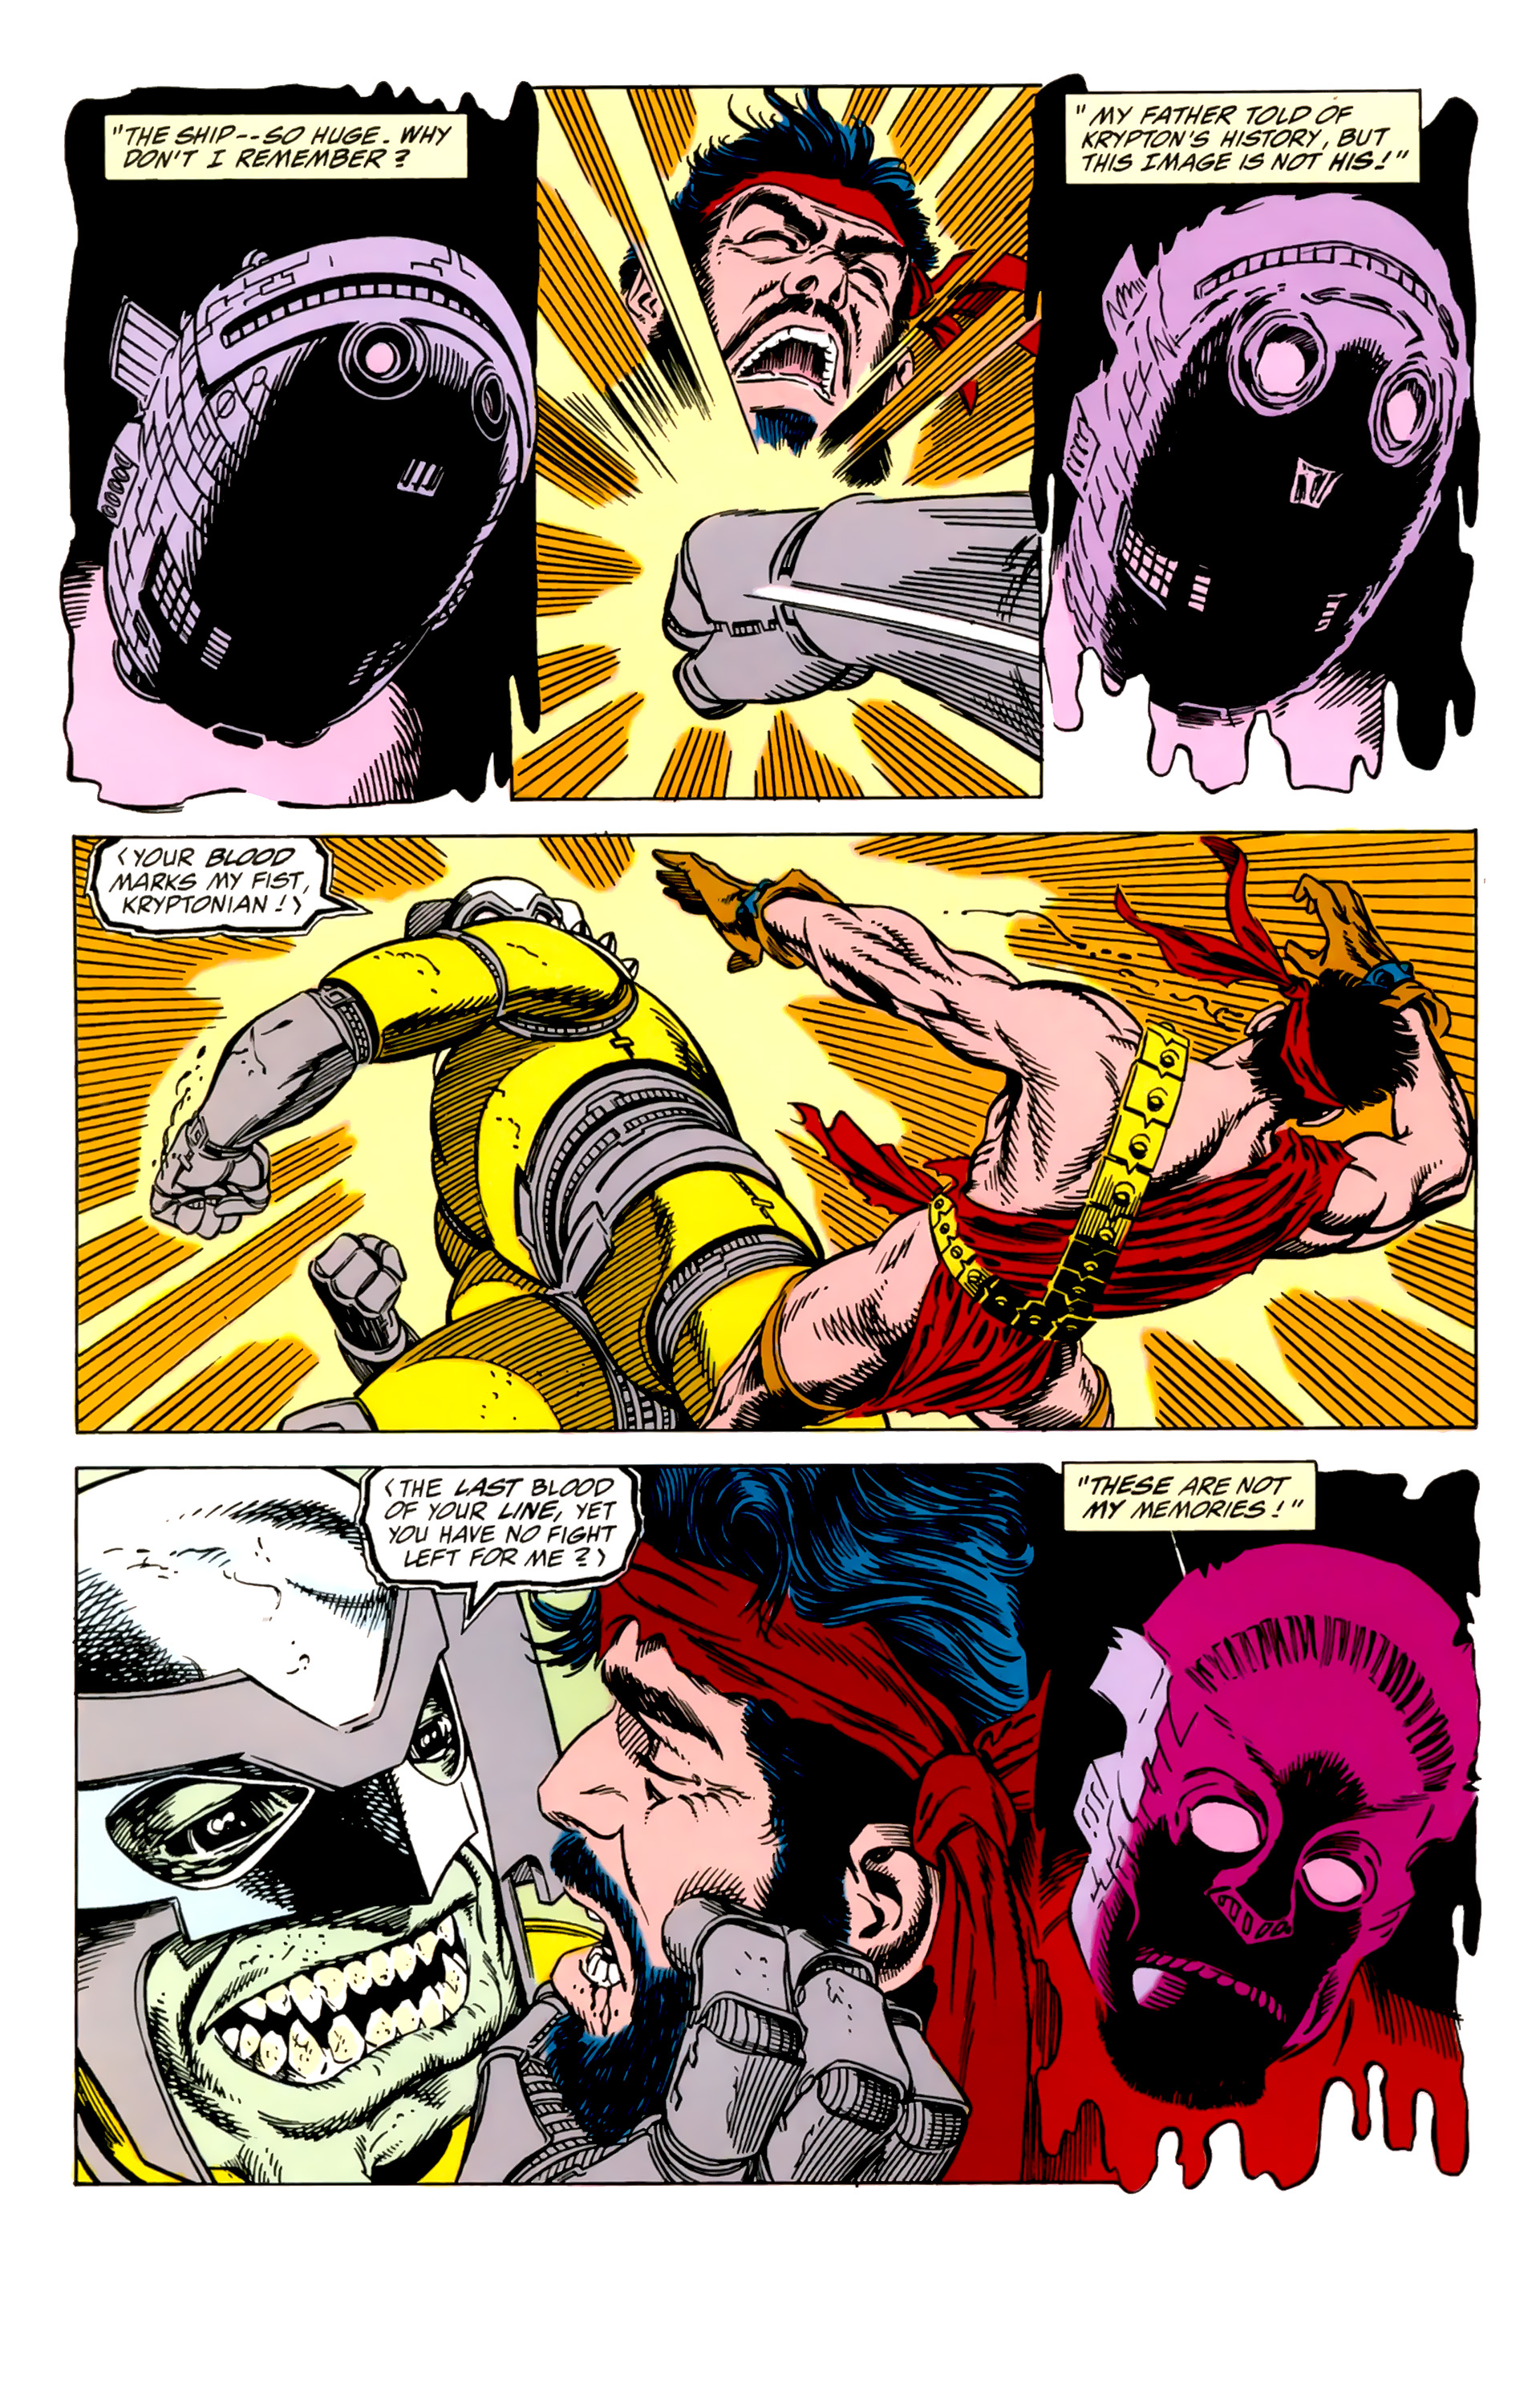 "THE SHIP--SO HUGE. WHY
DON'T I REMEMBER?
"MY FATHER TOLD OF
KRYPTON'S HISTORY, BUT
THIS IMAGE IS NOT HIS!"
<YOUR BLOOD
MARKS MY FIST,
KRYPTONIAN!>
<THE LAST BLOOD
OF YOUR LINE, YET
YOU HAVE NO FIGHT
LEFT FOR ME?>
"THESE ARE NOT
MY MEMORIES!"